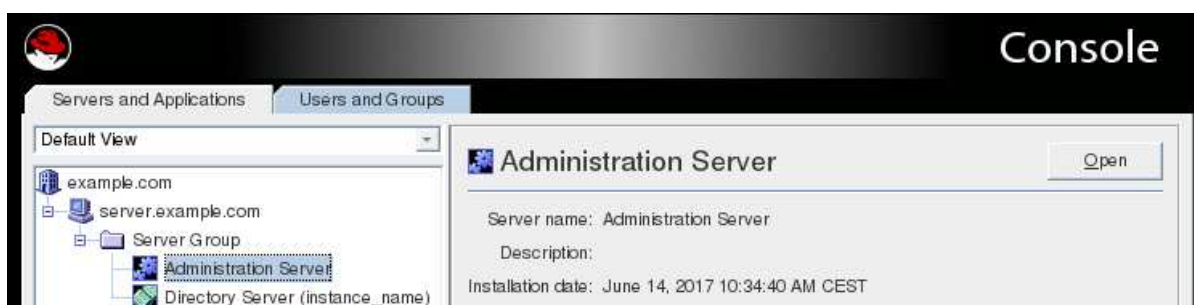 Console
Servers and Applications
Users and Groups
Default View
example.com
server.example.com
Server Group
Administration Server
Directory Server (instance_name)
Administration Server
Open
Server name: Administration Server
Description:
Installation date: June 14, 2017 10:34:40 AM CEST